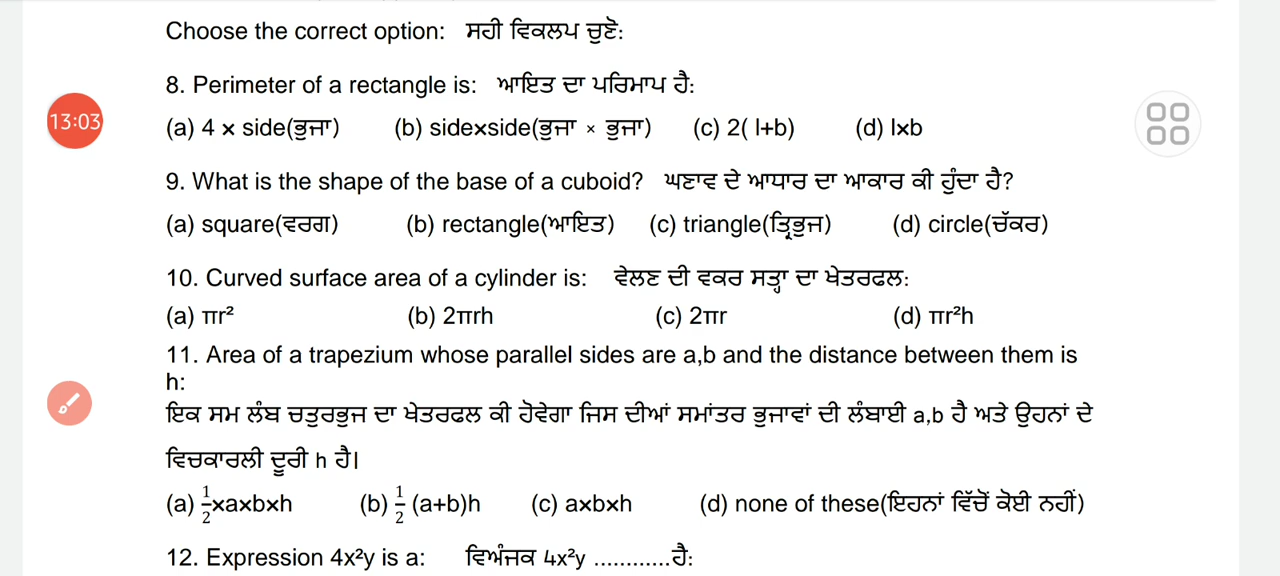 Choose the correct option: ਸਹੀ ਵਿਕਲਪ ਚੁਣੋ:
8. Perimeter of a rectangle is: ਆਇਤ ਦਾ ਪਰਿਮਾਪ ਹੈ:
13:03
(a) 4 × side(ਭੁਜਾ) (b) side×side(ਭੁਜਾ × ਭੁਜਾ) (c) 2( l+b) (d) l×b
9. What is the shape of the base of a cuboid? ਘਣਾਵ ਦੇ ਆਧਾਰ ਦਾ ਆਕਾਰ ਕੀ ਹੁੰਦਾ ਹੈ?
(a) square(ਵਰਗ) (b) rectangle(ਆਇਤ) (c) triangle(ਤ੍ਰਿਭੁਜ) (d) circle(ਚੱਕਰ)
10. Curved surface area of a cylinder is: ਵੇਲਣ ਦੀ ਵਕਰ ਸਤ੍ਹਾ ਦਾ ਖੇਤਰਫਲ:
(a) πr² (b) 2πrh (c) 2πr (d) πr²h
11. Area of a trapezium whose parallel sides are a,b and the distance between them is
h:
ਇਕ ਸਮ ਲੰਬ ਚਤੁਰਭੁਜ ਦਾ ਖੇਤਰਫਲ ਕੀ ਹੋਵੇਗਾ ਜਿਸ ਦੀਆਂ ਸਮਾਂਤਰ ਭੁਜਾਵਾਂ ਦੀ ਲੰਬਾਈ a,b ਹੈ ਅਤੇ ਉਹਨਾਂ ਦੇ
ਵਿਚਕਾਰਲੀ ਦੂਰੀ h ਹੈ।
(a) ½×a×b×h (b) ½ (a+b)h (c) a×b×h (d) none of these(ਇਹਨਾਂ ਵਿੱਚੋਂ ਕੋਈ ਨਹੀਂ)
12. Expression 4x²y is a: ਵਿਅੰਜਕ 4x²y ............ਹੈ: